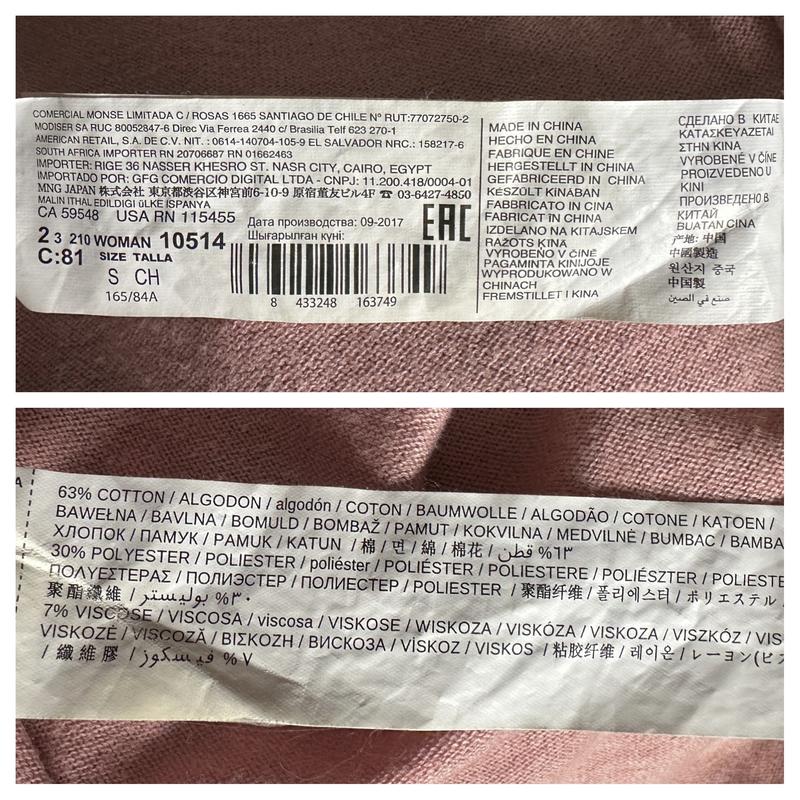 COMERCIAL MONSE LIMITADA C / ROSAS 1665 SANTIAGO DE CHILE Nº RUT:77072750-2
MODISER SA RUC 80052847-6 Direc Via Ferrea 2440 c/ Brasilia Telf 623 270-1
AMERICAN RETAIL, S.A. DE C.V. NIT. : 0614-140704-105-9 EL SALVADOR NRC.: 158217-6
SOUTH AFRICA IMPORTER RN 20706687 RN 01662463
IMPORTER: RIGE 36 NASSER KHESRO ST. NASR CITY, CAIRO, EGYPT
IMPORTADO POR: GFG COMERCIO DIGITAL LTDA - CNPJ: 11.200.418/0004-01
MNG JAPAN 株式会社 東京都渋谷区神宮前6-10-9 原宿董友ビル4F ☎ 03-6427-4850
MALIN ITHAL EDILDIGI üLKE ISPANYA
CA 59548 USA RN 115455
Дата производства: 09-2017
Шығарылған күні:
EAC
2 3 210 WOMAN 10514
C:81 SIZE TALLA
S CH
165/84A
8 433248 163749
MADE IN CHINA
HECHO EN CHINA
FABRIQUE EN CHINE
HERGESTELLT IN CHINA
GEFABRICEERD IN CHINA
KÉSZÜLT KINÁBAN
FABBRICATO IN CINA
FABRICAT ÎN CHINA
IZDELANO NA KITAJSKEM
RAŽOTS ĶINA
VYROBENO V ČÍNĚ
PAGAMINTA KINIJOJE
WYPRODUKOWANO W
CHINACH
FREMSTILLET I KINA
СДЕЛАНО В КИТАЕ
ΚΑΤΑΣΚΕΥΑΖΕΤΑΙ
ΣΤΗΝ ΚΙΝΑ
VYROBENÉ V ČÍNE
PROIZVEDENO U
KINI
ПРОИЗВЕДЕНО В
КИТАЙ
BUATAN CINA
产地: 中国
中國製造
원산지 중국
中国製
صنع في الصين
63% COTTON / ALGODON / algodón / COTON / BAUMWOLLE / ALGODÃO / COTONE / KATOEN /
BAWEŁNA / BAVLNA / BOMULD / BOMBAŽ / PAMUT / KOKVILNA / MEDVILNĖ / BUMBAC / BAMBA
ХЛОПОК / ПАМУК / PAMUK / KATUN / 棉 / 면 / 綿 / 棉花 / قطن %٦٣
30% POLYESTER / POLIESTER / poliéster / POLIÉSTER / POLIESTERE / POLIÉSZTER / POLIESTE
ΠΟΛΥΕΣΤΕΡΑΣ / ПОЛИЭСТЕР / ПОЛИЕСТЕР / POLIESTER / 聚酯纤维 / 폴리에스터 / ポリエステル
聚酯纖維 / بوليستر %٣٠
7% VISCOSE / VISCOSA / viscosa / VISKOSE / WISKOZA / VISKÓZA / VISKOZA / VISZKÓZ / VIS
VISKOZĖ / VISCOZĂ / ΒΙΣΚΟΖΗ / ВИСКОЗА / VİSKOZ / VISKOS / 粘胶纤维 / 레이온 / レーヨン(ビス
/ 纖維膠 / فيسكوز %٧